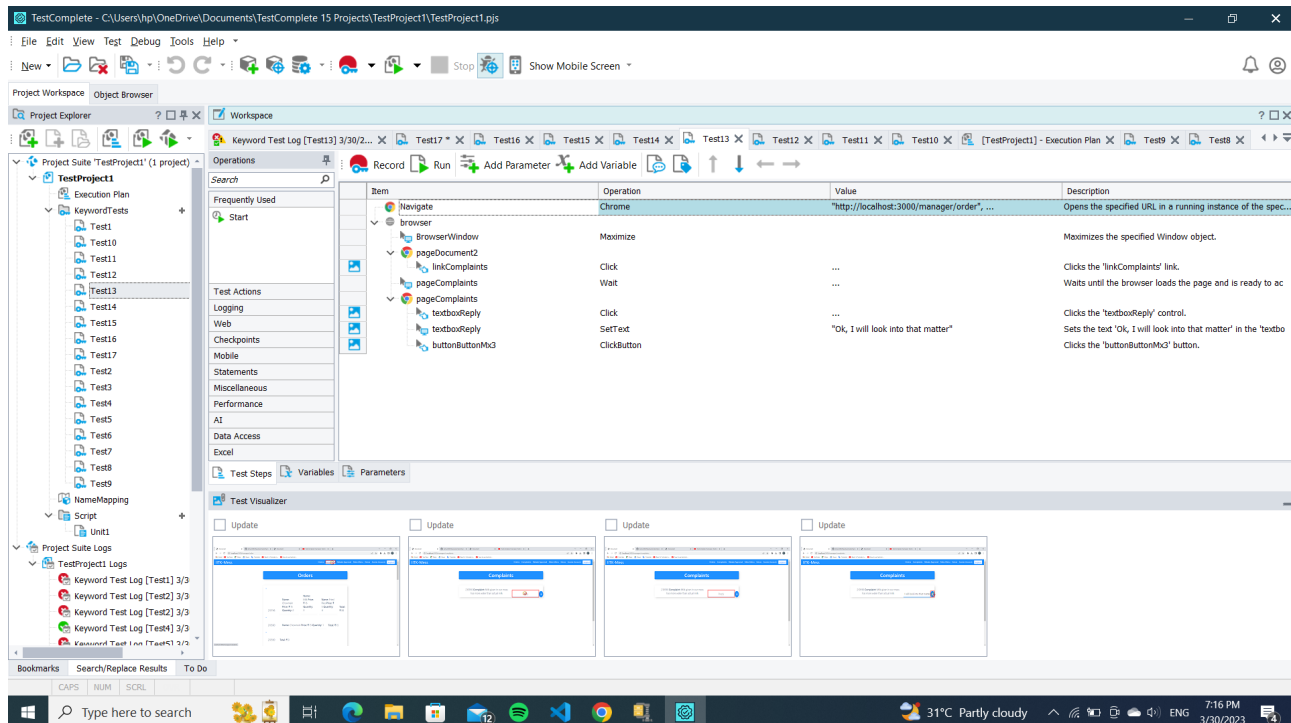 TestComplete - C:\Users\hp\OneDrive\Documents\TestComplete 15 Projects\TestProject1\TestProject1.pjs
File Edit View Test Debug Tools Help
New Stop Show Mobile Screen
Project Workspace Object Browser
Project Explorer
Workspace
Keyword Test Log [Test13] 3/30/2... Test17 * Test16 Test15 Test14 Test13 Test12 Test11 Test10 [TestProject1] - Execution Plan Test9 Test8
Project Suite 'TestProject1' (1 project)
TestProject1
Execution Plan
KeywordTests
Test1
Test10
Test11
Test12
Test13
Test14
Test15
Test16
Test17
Test2
Test3
Test4
Test5
Test6
Test7
Test8
Test9
NameMapping
Script
Unit1
Project Suite Logs
TestProject1 Logs
Keyword Test Log [Test1] 3/3
Keyword Test Log [Test2] 3/3
Keyword Test Log [Test2] 3/3
Keyword Test Log [Test4] 3/3
Keyword Test Log [Test5] 3/3
Operations
Search
Frequently Used
Start
Test Actions
Logging
Web
Checkpoints
Mobile
Statements
Miscellaneous
Performance
AI
Data Access
Excel
Record Run Add Parameter Add Variable
Item Operation Value Description
Navigate Chrome "http://localhost:3000/manager/order", ... Opens the specified URL in a running instance of the spec...
browser
BrowserWindow Maximize Maximizes the specified Window object.
pageDocument2
linkComplaints Click ... Clicks the 'linkComplaints' link.
pageComplaints Wait ... Waits until the browser loads the page and is ready to ac
pageComplaints
textboxReply Click ... Clicks the 'textboxReply' control.
textboxReply SetText "Ok, I will look into that matter" Sets the text 'Ok, I will look into that matter' in the 'textbo
buttonButtonMx3 ClickButton Clicks the 'buttonButtonMx3' button.
Test Steps Variables Parameters
Test Visualizer
Update Update Update Update
Orders Complaints Complaints Complaints
Bookmarks Search/Replace Results To Do
CAPS NUM SCRL
Type here to search
12
31°C Partly cloudy
ENG
7:16 PM
3/30/2023
4